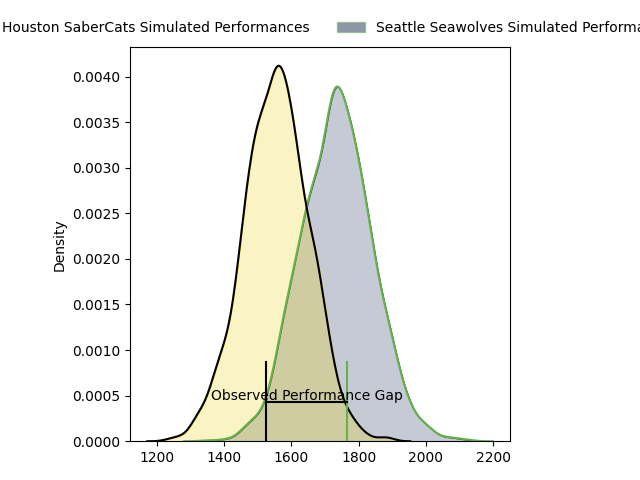 Houston SaberCats Simulated Performances
Seattle Seawolves Simulated
0.0040
0.0035
0.0030
0.0025
0.0020
0.0015
0.0010
0.0005
0.0000
Density
Observed Performance Gap
1200 1400 1600 1800 2000 2200